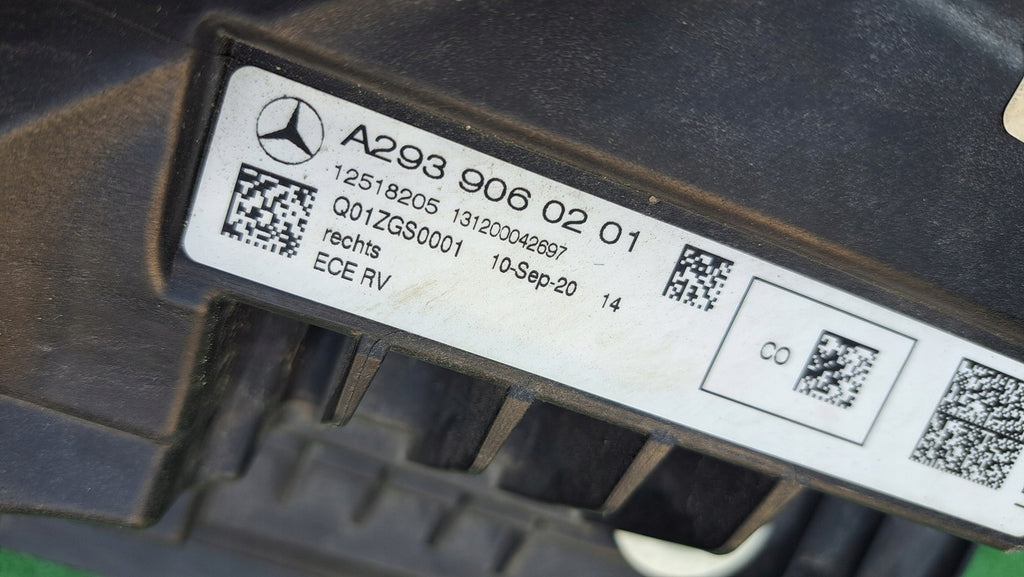 A293 906 02 01
12518205 131200042697
Q01ZGS0001 10-Sep-20 14
rechts
ECE RV
CO